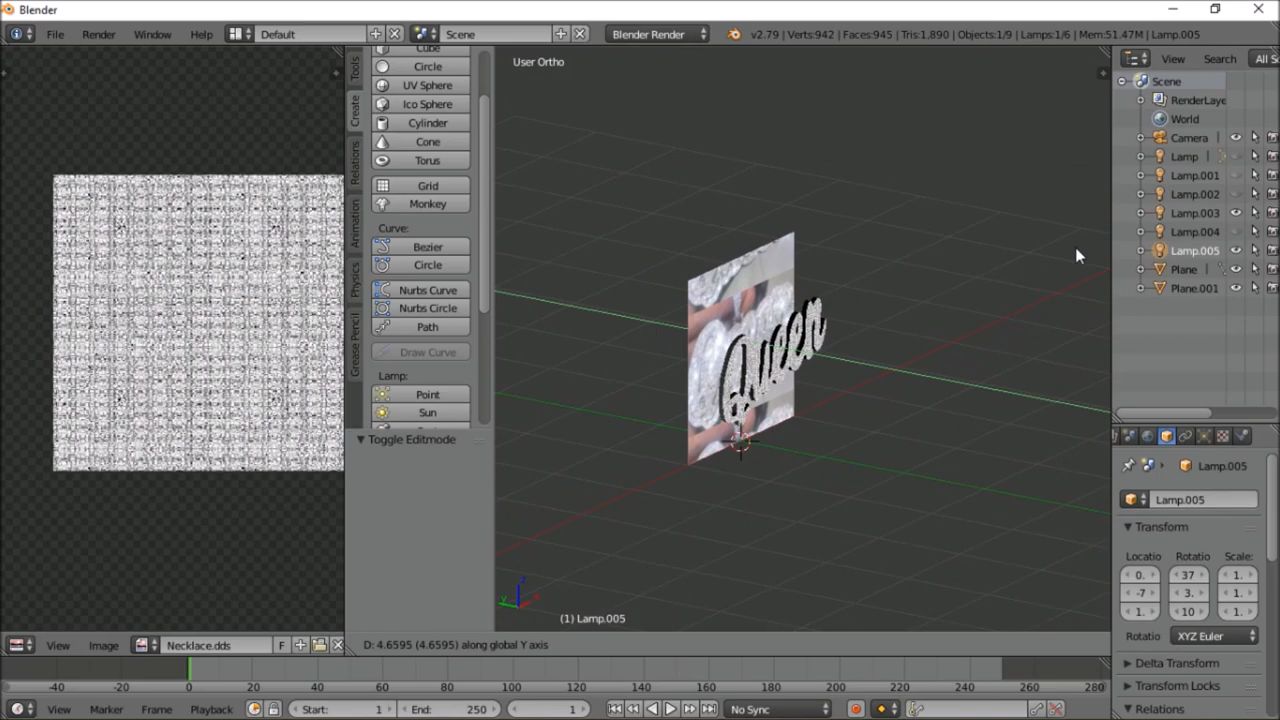 Blender
File Render Window Help Default Scene Blender Render v2.79 | Verts:942 | Faces:945 | Tris:1,890 | Objects:1/9 | Lamps:1/6 | Mem:51.47M | Lamp.005
Tools
Create
Relations
Animation
Physics
Grease Pencil
Cube
Circle
UV Sphere
Ico Sphere
Cylinder
Cone
Torus
Grid
Monkey
Curve:
Bezier
Circle
Nurbs Curve
Nurbs Circle
Path
Draw Curve
Lamp:
Point
Sun
Toggle Editmode
User Ortho
Queen
(1) Lamp.005
View Search All S
Scene
RenderLaye
World
Camera
Lamp
Lamp.001
Lamp.002
Lamp.003
Lamp.004
Lamp.005
Plane
Plane.001
Lamp.005
Lamp.005
Transform
Locatio Rotatio Scale:
0. 37 1.
-7 3. 1.
1. 10 1.
Rotatio XYZ Euler
Delta Transform
Transform Locks
Relations
View Image Necklace.dds F D: 4.6595 (4.6595) along global Y axis
-40 -20 0 20 40 60 80 100 120 140 160 180 200 220 240 260 280
View Marker Frame Playback Start: 1 End: 250 1 No Sync